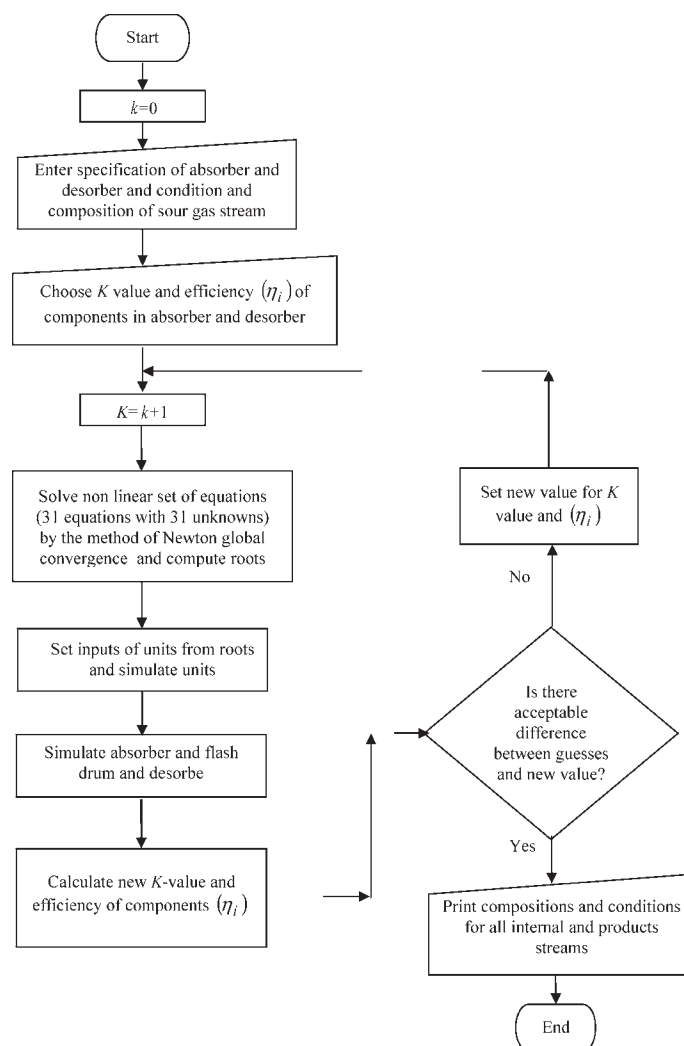 Start
k=0
Enter specification of absorber and
desorber and condition and
composition of sour gas stream
Choose K value and efficiency (ηi) of
components in absorber and desorber
K= k+1
Solve non linear set of equations
(31 equations with 31 unknowns)
by the method of Newton global
convergence and compute roots
Set inputs of units from roots
and simulate units
Simulate absorber and flash
drum and desorbe
Calculate new K-value and
efficiency of components (ηi)
Set new value for K
value and (ηi)
No
Is there
acceptable
difference
between guesses
and new value?
Yes
Print compositions and conditions
for all internal and products
streams
End